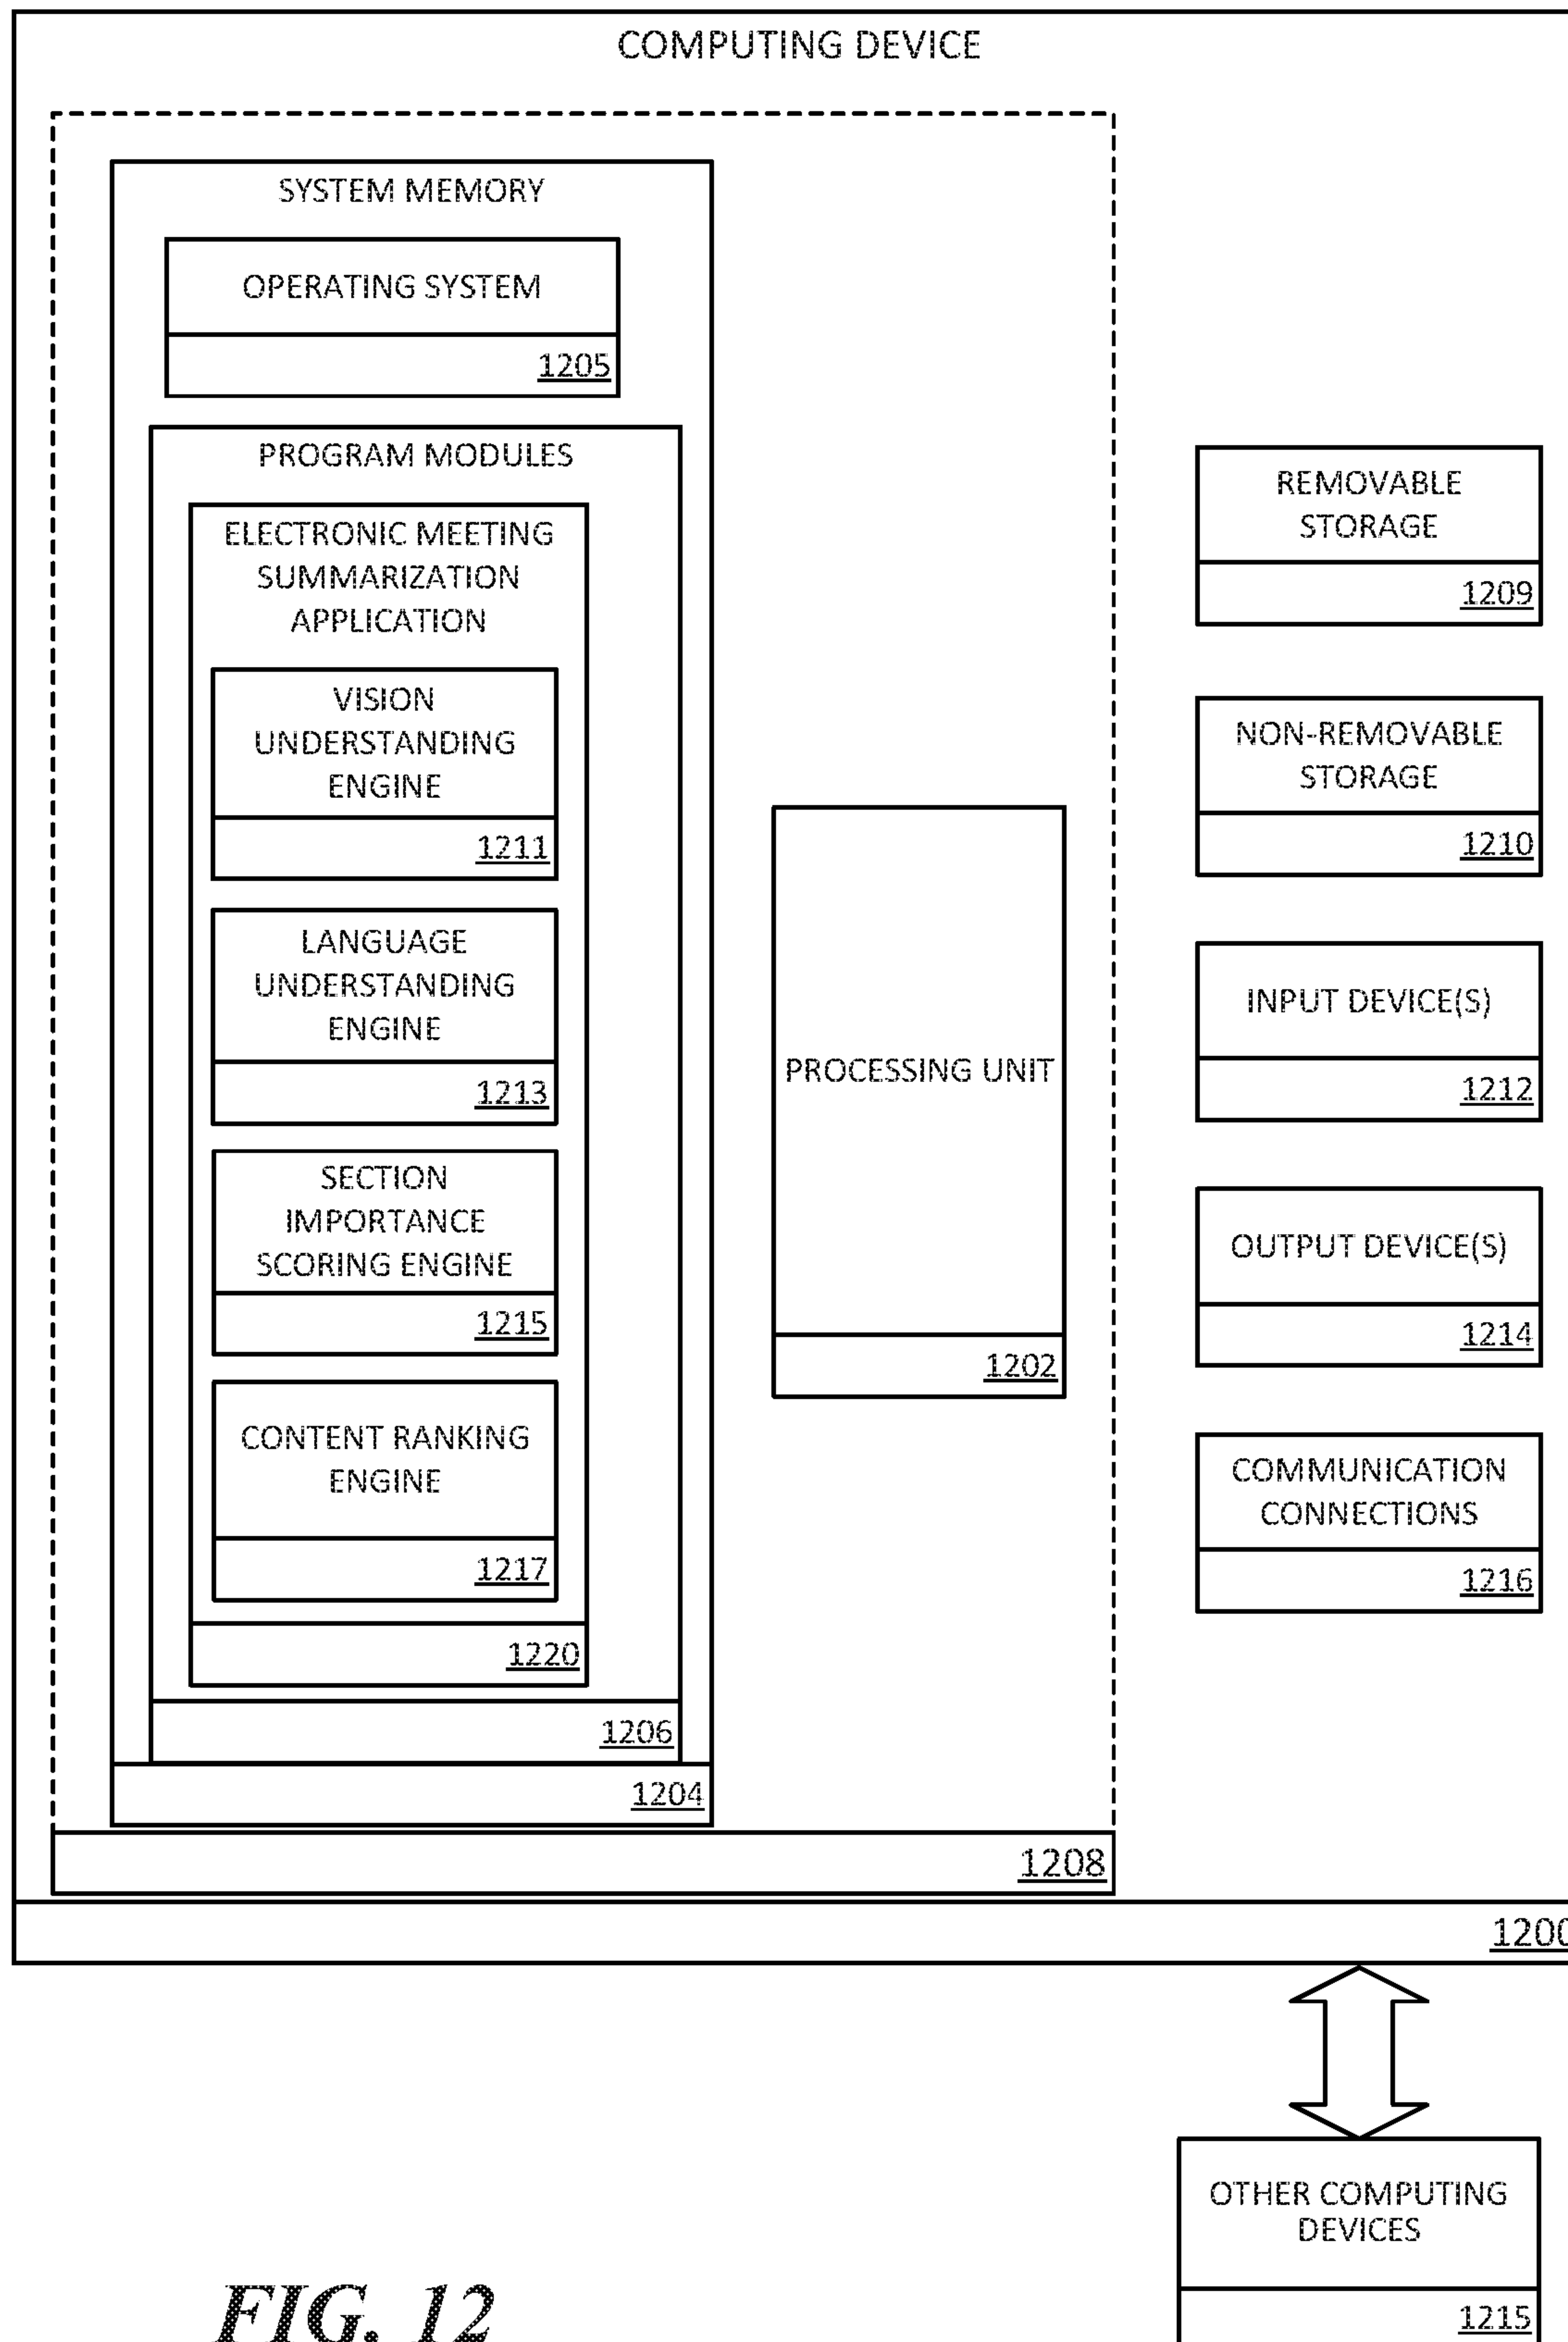 COMPUTING DEVICE
SYSTEM MEMORY
OPERATING SYSTEM
1205
PROGRAM MODULES
ELECTRONIC MEETING
SUMMARIZATION
APPLICATION
VISION
UNDERSTANDING
ENGINE
1211
LANGUAGE
UNDERSTANDING
ENGINE
1213
SECTION
IMPORTANCE
SCORING ENGINE
1215
CONTENT RANKING
ENGINE
1217
1220
1206
1204
1208
PROCESSING UNIT
1202
REMOVABLE
STORAGE
1209
NON-REMOVABLE
STORAGE
1210
INPUT DEVICE(S)
1212
OUTPUT DEVICE(S)
1214
COMMUNICATION
CONNECTIONS
1216
1200
OTHER COMPUTING
DEVICES
1215
FIG. 12